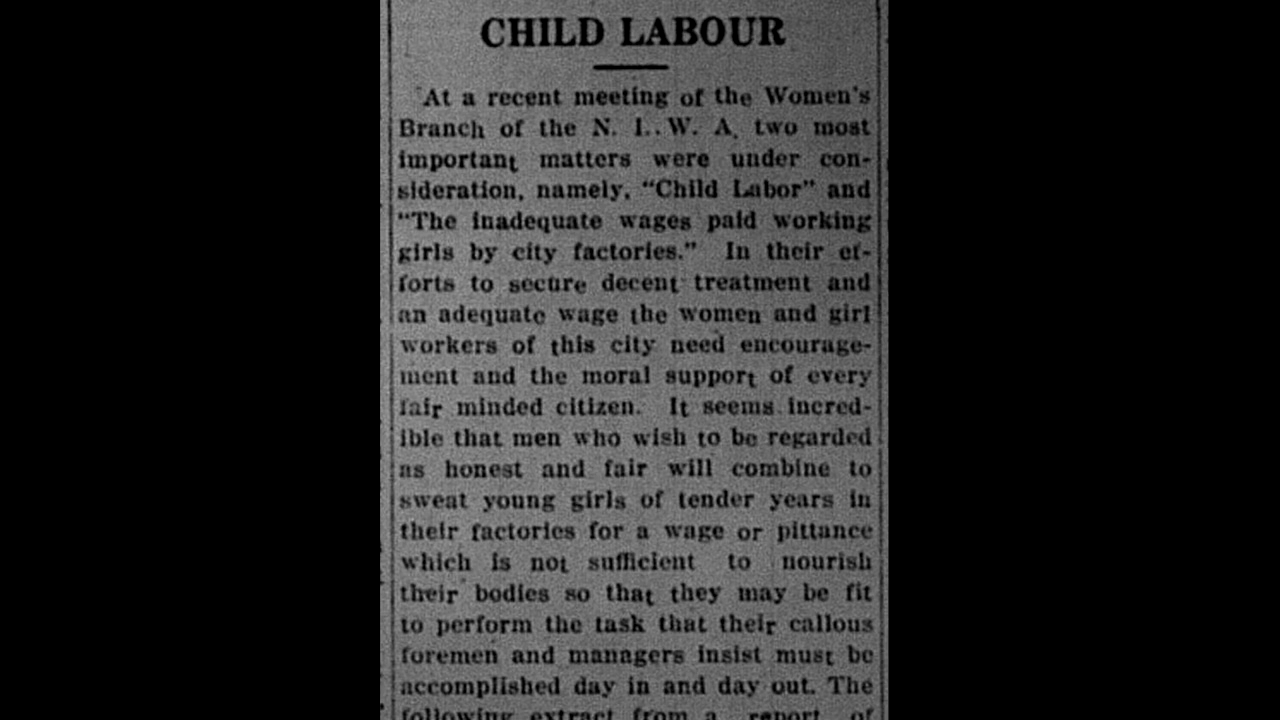 CHILD LABOUR
At a recent meeting of the Women's
Branch of the N. I. W. A. two most
important matters were under con-
sideration, namely, "Child Labor" and
"The inadequate wages paid working
girls by city factories." In their ef-
forts to secure decent treatment and
an adequate wage the women and girl
workers of this city need encourage-
ment and the moral support of every
fair minded citizen. It seems incred-
ible that men who wish to be regarded
as honest and fair will combine to
sweat young girls of tender years in
their factories for a wage or pittance
which is not sufficient to nourish
their bodies so that they may be fit
to perform the task that their callous
foremen and managers insist must be
accomplished day in and day out. The
following extract from a report of